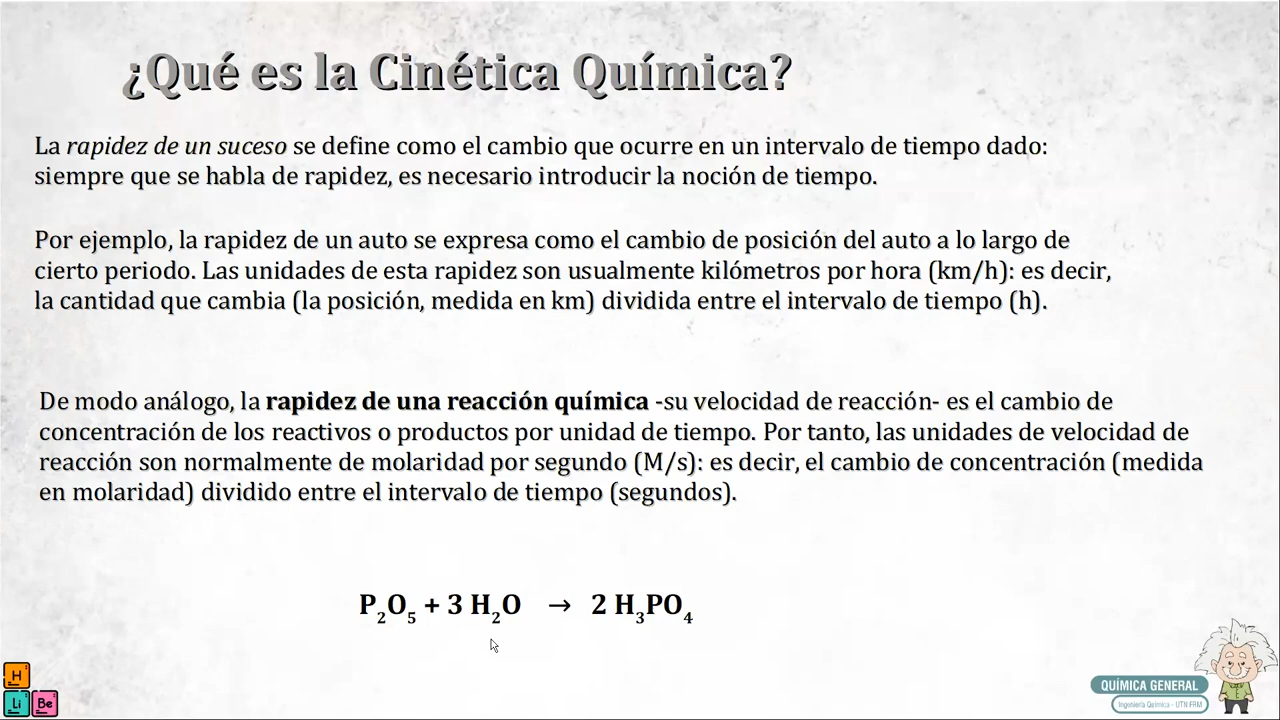 ¿Qué es la Cinética Química?
La rapidez de un suceso se define como el cambio que ocurre en un intervalo de tiempo dado:
siempre que se habla de rapidez, es necesario introducir la noción de tiempo.
Por ejemplo, la rapidez de un auto se expresa como el cambio de posición del auto a lo largo de
cierto periodo. Las unidades de esta rapidez son usualmente kilómetros por hora (km/h): es decir,
la cantidad que cambia (la posición, medida en km) dividida entre el intervalo de tiempo (h).
De modo análogo, la rapidez de una reacción química -su velocidad de reacción- es el cambio de
concentración de los reactivos o productos por unidad de tiempo. Por tanto, las unidades de velocidad de
reacción son normalmente de molaridad por segundo (M/s): es decir, el cambio de concentración (medida
en molaridad) dividido entre el intervalo de tiempo (segundos).
P₂O₅ + 3 H₂O → 2 H₃PO₄
H
Li Be
QUÍMICA GENERAL
Ingeniería Química - UTN FRM